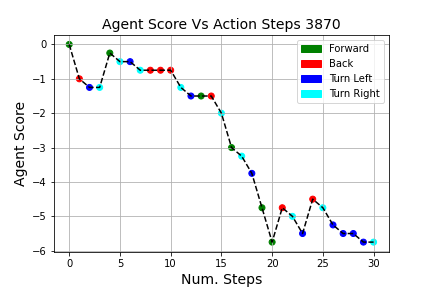 Agent Score Vs Action Steps 3870
Agent Score
0
−1
−2
−3
−4
−5
−6
Forward
Back
Turn Left
Turn Right
0 5 10 15 20 25 30
Num. Steps